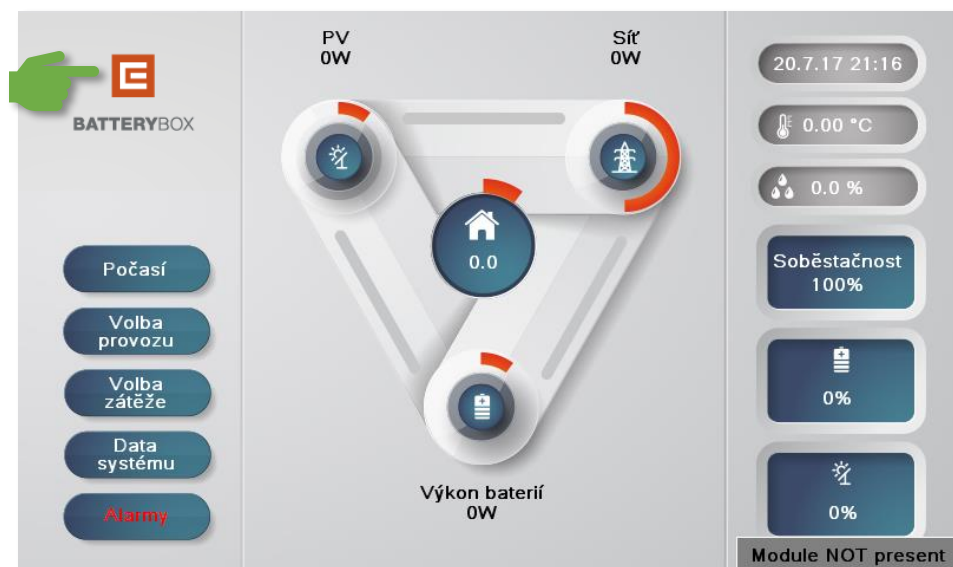 BATTERYBOX
Počasí
Volba
provozu
Volba
zátěže
Data
systému
Alarmy
PV
0W
Síť
0W
0.0
Výkon baterií
0W
20.7.17 21:16
0.00 °C
0.0 %
Soběstačnost
100%
0%
0%
Module NOT present